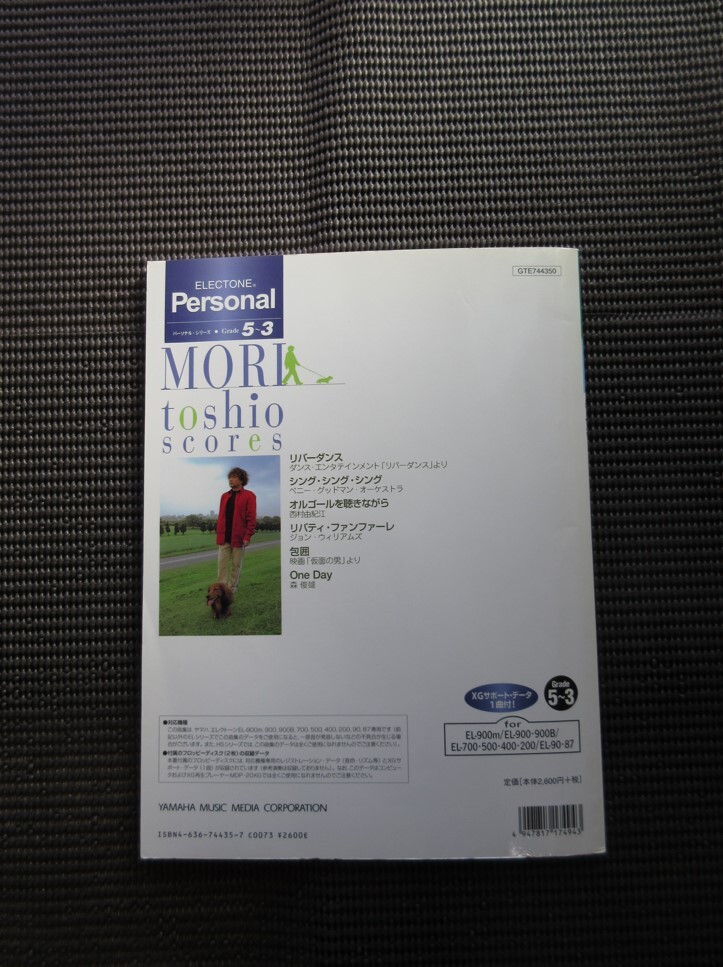 GTE744350
ELECTONE®
Personal
パーソナル・シリーズ ● Grade 5~3
MORI
toshio
scores
リバーダンス
ダンス・エンタテインメント「リバーダンス」より
シング・シング・シング
ベニー・グッドマン・オーケストラ
オルゴールを聴きながら
西村由紀江
リバティ・ファンファーレ
ジョン・ウィリアムズ
包囲
映画「仮面の男」より
One Day
森 俊雄
XGサポート・データ
1曲付!
Grade
5~3
for
EL-900m/EL-900・900B/
EL-700・500・400・200/EL-90・87
●対応機種
●付属のフロッピーディスク(2枚)の収録データ
定価[本体2,600円+税]
YAMAHA MUSIC MEDIA CORPORATION
ISBN4-636-74435-7 C0073 ¥2600E
4 947817 174943